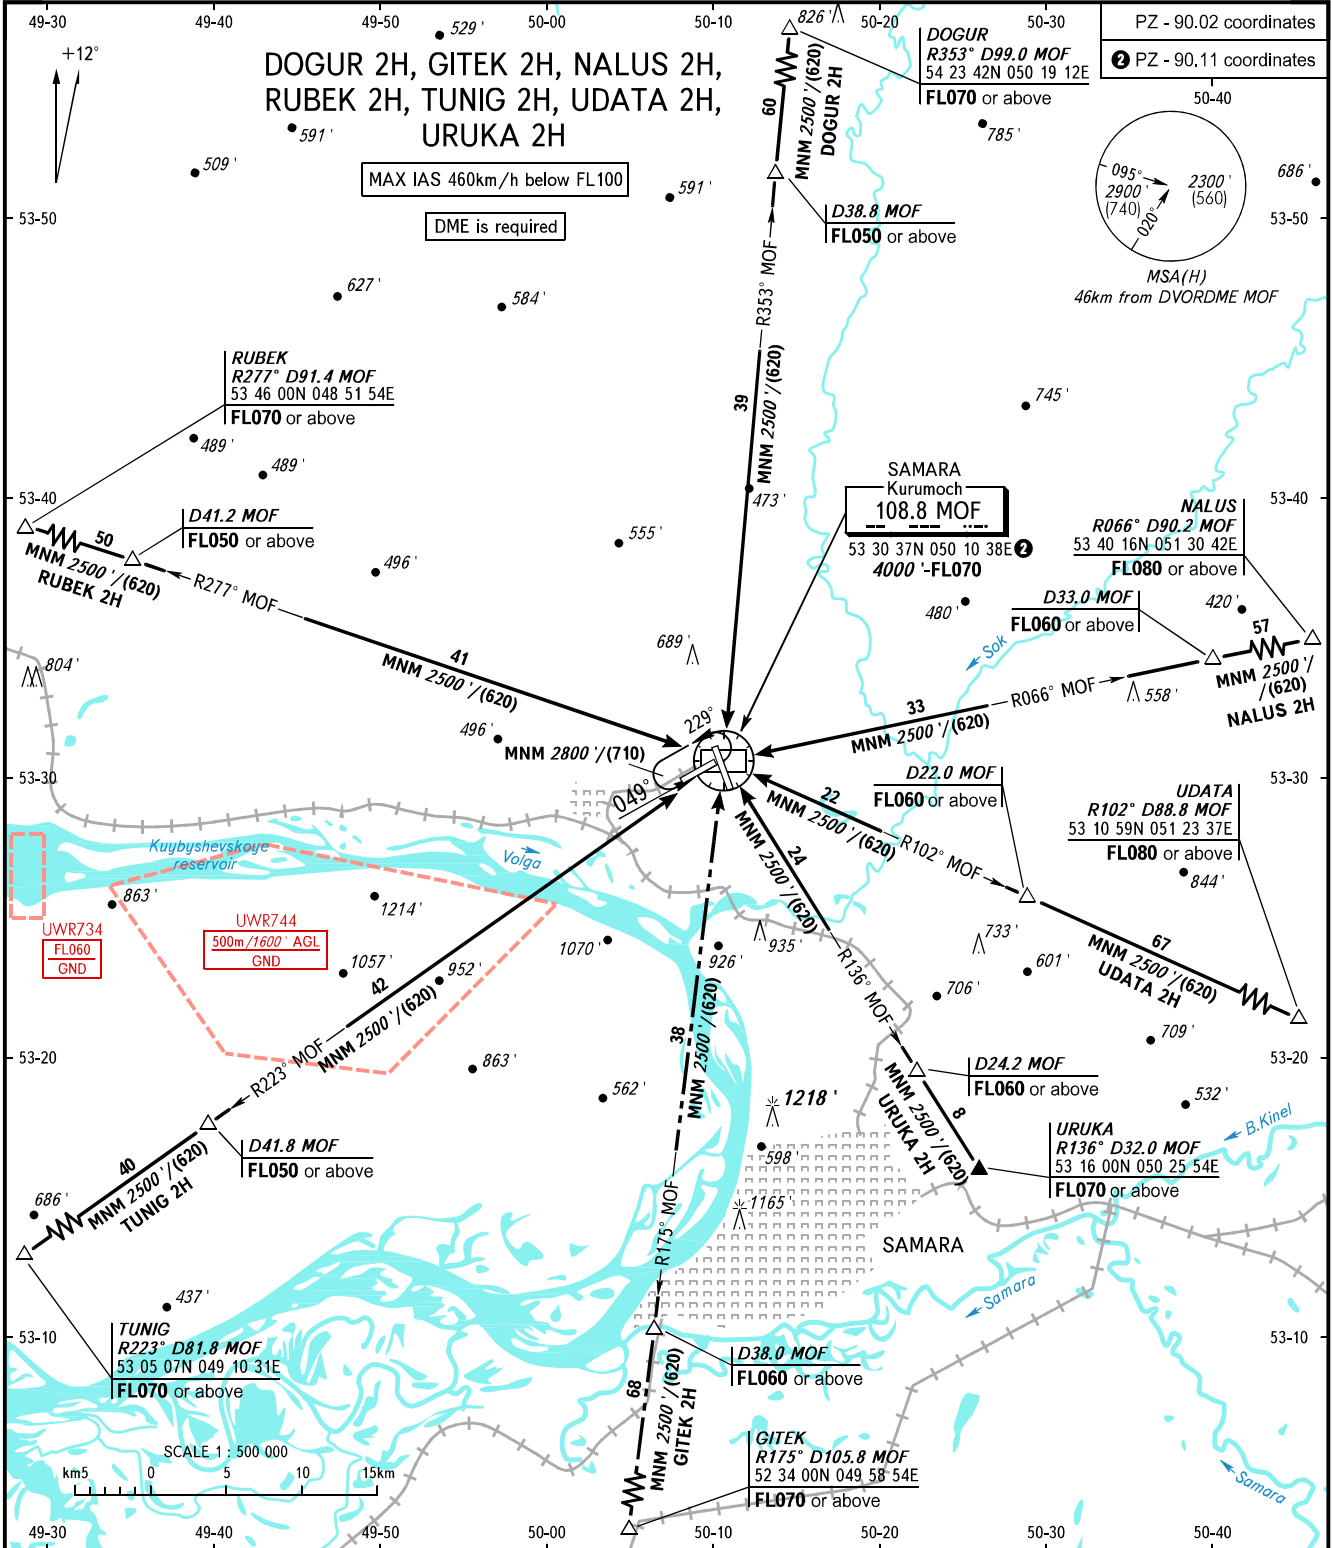 49-30
49-40
49-50
50-00
50-10
50-20
50-30
PZ - 90.02 coordinates
❷ PZ - 90.11 coordinates
50-40
+12°
DOGUR 2H, GITEK 2H, NALUS 2H,
RUBEK 2H, TUNIG 2H, UDATA 2H,
URUKA 2H
MAX IAS 460km/h below FL100
DME is required
529 '
826 '
591 '
509 '
591 '
785 '
686 '
DOGUR
R353° D99.0 MOF
54 23 42N 050 19 12E
FL070 or above
60
MNM 2500 '/(620)
DOGUR 2H
D38.8 MOF
FL050 or above
095°
2900 '
(740)
020°
2300 '
(560)
MSA(H)
46km from DVORDME MOF
53-50
53-50
627 '
584 '
R353° MOF
39
MNM 2500 '/(620)
745 '
RUBEK
R277° D91.4 MOF
53 46 00N 048 51 54E
FL070 or above
489 '
489 '
473 '
53-40
53-40
SAMARA
Kurumoch
108.8 MOF
53 30 37N 050 10 38E ❷
4000 '-FL070
NALUS
R066° D90.2 MOF
53 40 16N 051 30 42E
FL080 or above
D41.2 MOF
FL050 or above
50
MNM 2500 '/(620)
RUBEK 2H
R277° MOF
555 '
496 '
480 '
D33.0 MOF
FL060 or above
420 '
57
MNM 2500 '/
/(620)
NALUS 2H
689 '
804 '
Sok
558 '
R066° MOF
33
MNM 2500 '/(620)
41
MNM 2500 '/(620)
496 '
MNM 2800 '/(710)
229°
049°
53-30
53-30
D22.0 MOF
FL060 or above
22
MNM 2500 '/(620)
R102° MOF
UDATA
R102° D88.8 MOF
53 10 59N 051 23 37E
FL080 or above
844 '
24
MNM 2500 '/(620)
R136° MOF
Kuybyshevskoye
reservoir
Volga
863 '
1214 '
UWR734
FL060
GND
UWR744
500m/1600 ' AGL
GND
1057 '
952 '
1070 '
926 '
935 '
733 '
601 '
706 '
709 '
67
MNM 2500 '/(620)
UDATA 2H
42
MNM 2500 '/(620)
R223° MOF
38
MNM 2500 '/(620)
53-20
53-20
863 '
562 '
1218 '
598 '
1165 '
532 '
D24.2 MOF
FL060 or above
8
MNM 2500 '/(620)
URUKA 2H
URUKA
R136° D32.0 MOF
53 16 00N 050 25 54E
FL070 or above
B.Kinel
D41.8 MOF
FL050 or above
40
MNM 2500 '/(620)
TUNIG 2H
686 '
R175° MOF
SAMARA
Samara
437 '
53-10
53-10
TUNIG
R223° D81.8 MOF
53 05 07N 049 10 31E
FL070 or above
D38.0 MOF
FL060 or above
68
MNM 2500 '/(620)
GITEK 2H
GITEK
R175° D105.8 MOF
52 34 00N 049 58 54E
FL070 or above
Samara
SCALE 1 : 500 000
km5
0
5
10
15km
49-30
49-40
49-50
50-00
50-10
50-20
50-30
50-40